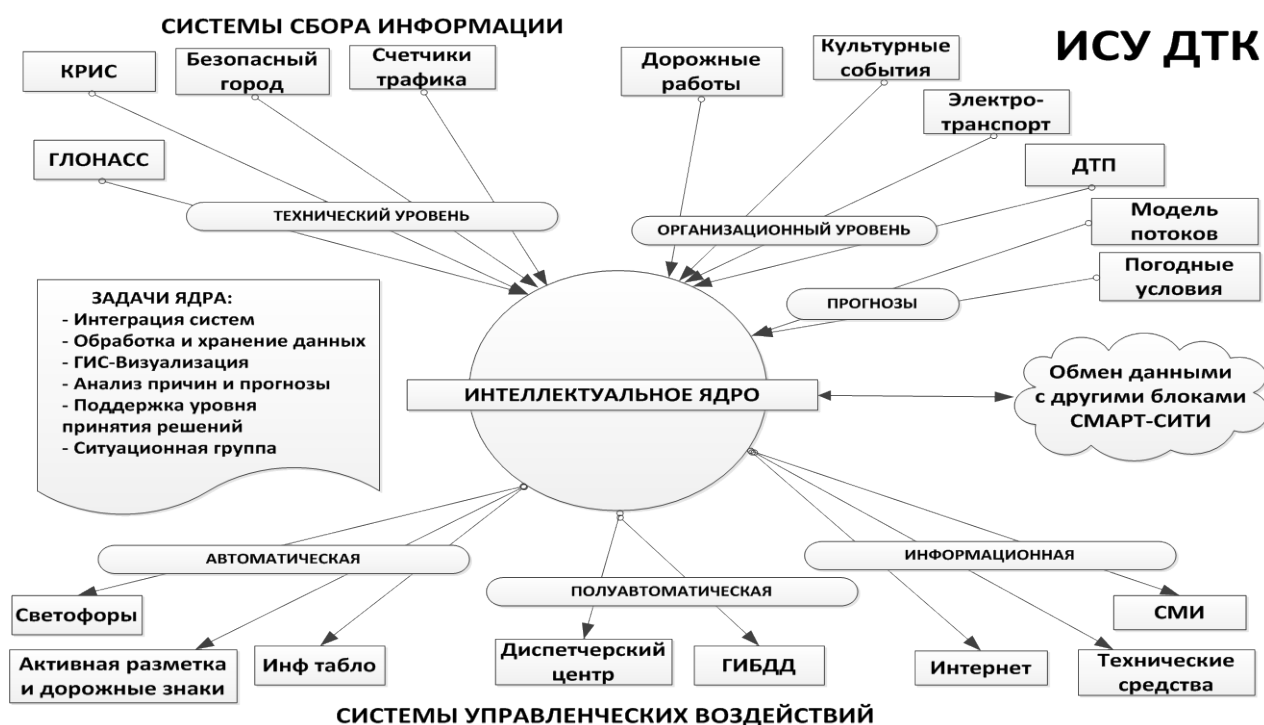 СИСТЕМЫ СБОРА ИНФОРМАЦИИ
ИСУ ДТК
КРИС
Безопасный
город
Счетчики
трафика
Дорожные
работы
Культурные
события
Электро-
транспорт
ГЛОНАСС
ДТП
ТЕХНИЧЕСКИЙ УРОВЕНЬ
ОРГАНИЗАЦИОННЫЙ УРОВЕНЬ
Модель
потоков
ПРОГНОЗЫ
Погодные
условия
ЗАДАЧИ ЯДРА:
- Интеграция систем
- Обработка и хранение данных
- ГИС-Визуализация
- Анализ причин и прогнозы
- Поддержка уровня
принятия решений
- Ситуационная группа
ИНТЕЛЛЕКТУАЛЬНОЕ ЯДРО
Обмен данными
с другими блоками
СМАРТ-СИТИ
АВТОМАТИЧЕСКАЯ
ПОЛУАВТОМАТИЧЕСКАЯ
ИНФОРМАЦИОННАЯ
Светофоры
Активная разметка
и дорожные знаки
Инф табло
Диспетчерский
центр
ГИБДД
Интернет
Технические
средства
СМИ
СИСТЕМЫ УПРАВЛЕНЧЕСКИХ ВОЗДЕЙСТВИЙ